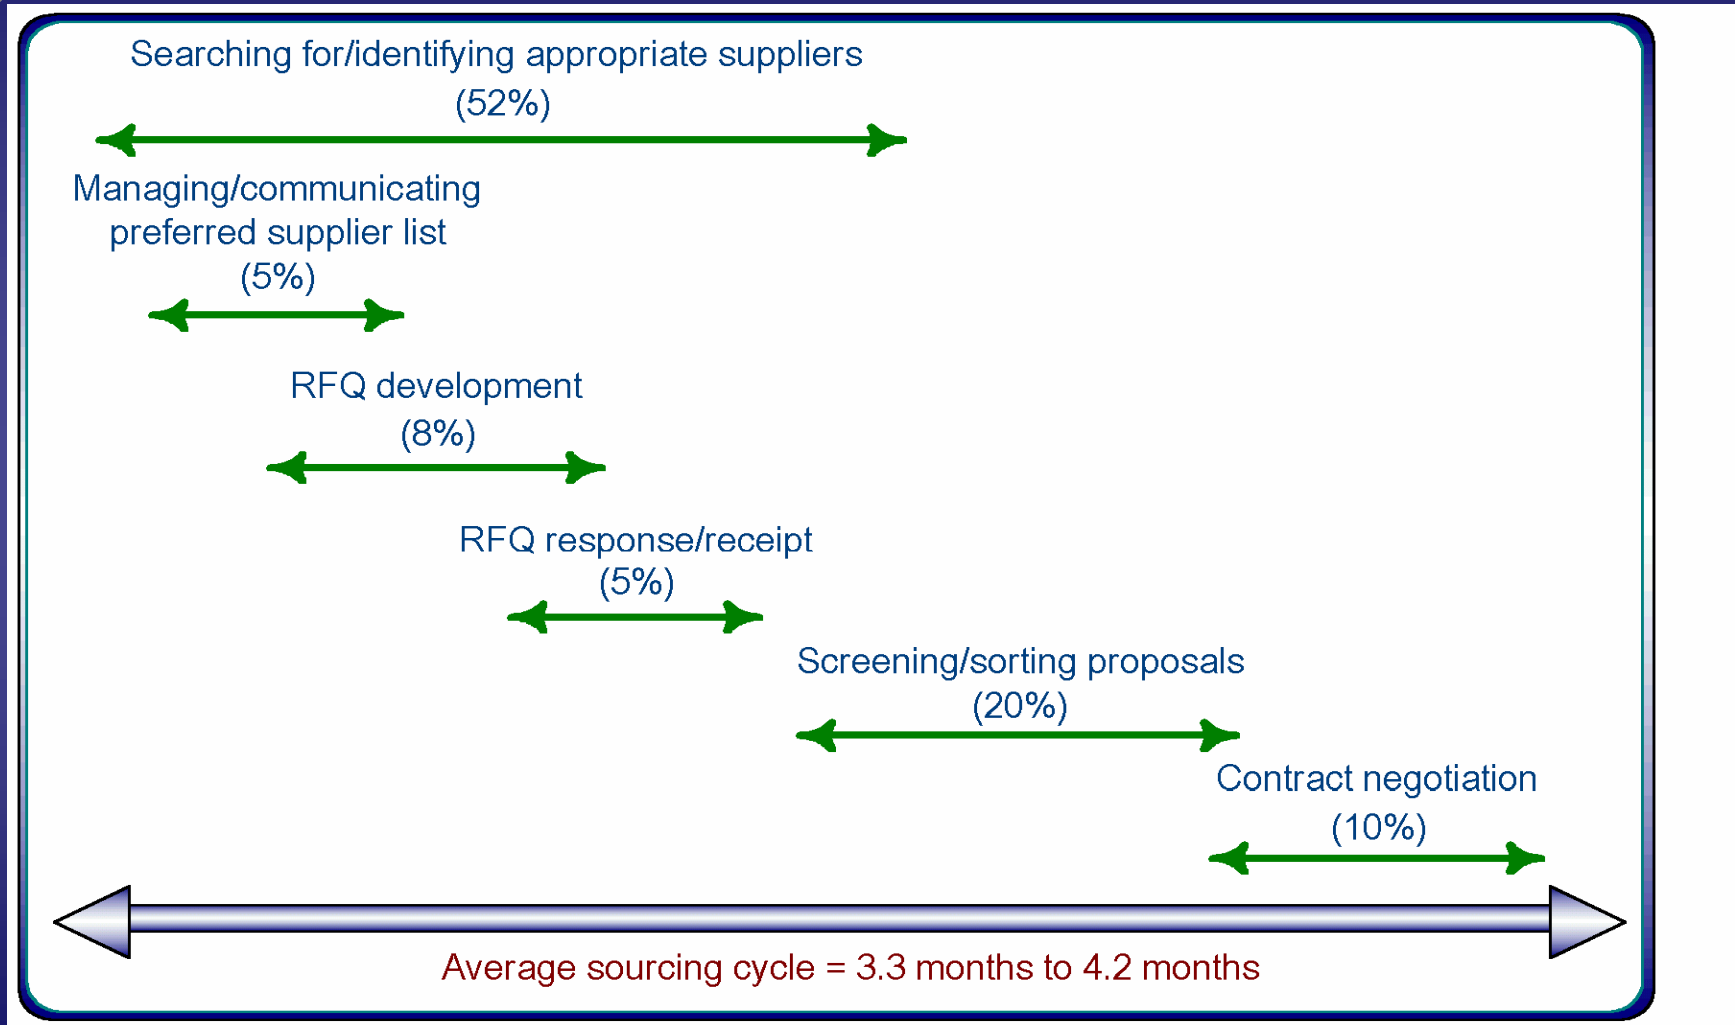 Searching for/identifying appropriate suppliers
(52%)
Managing/communicating
preferred supplier list
(5%)
RFQ development
(8%)
RFQ response/receipt
(5%)
Screening/sorting proposals
(20%)
Contract negotiation
(10%)
Average sourcing cycle = 3.3 months to 4.2 months